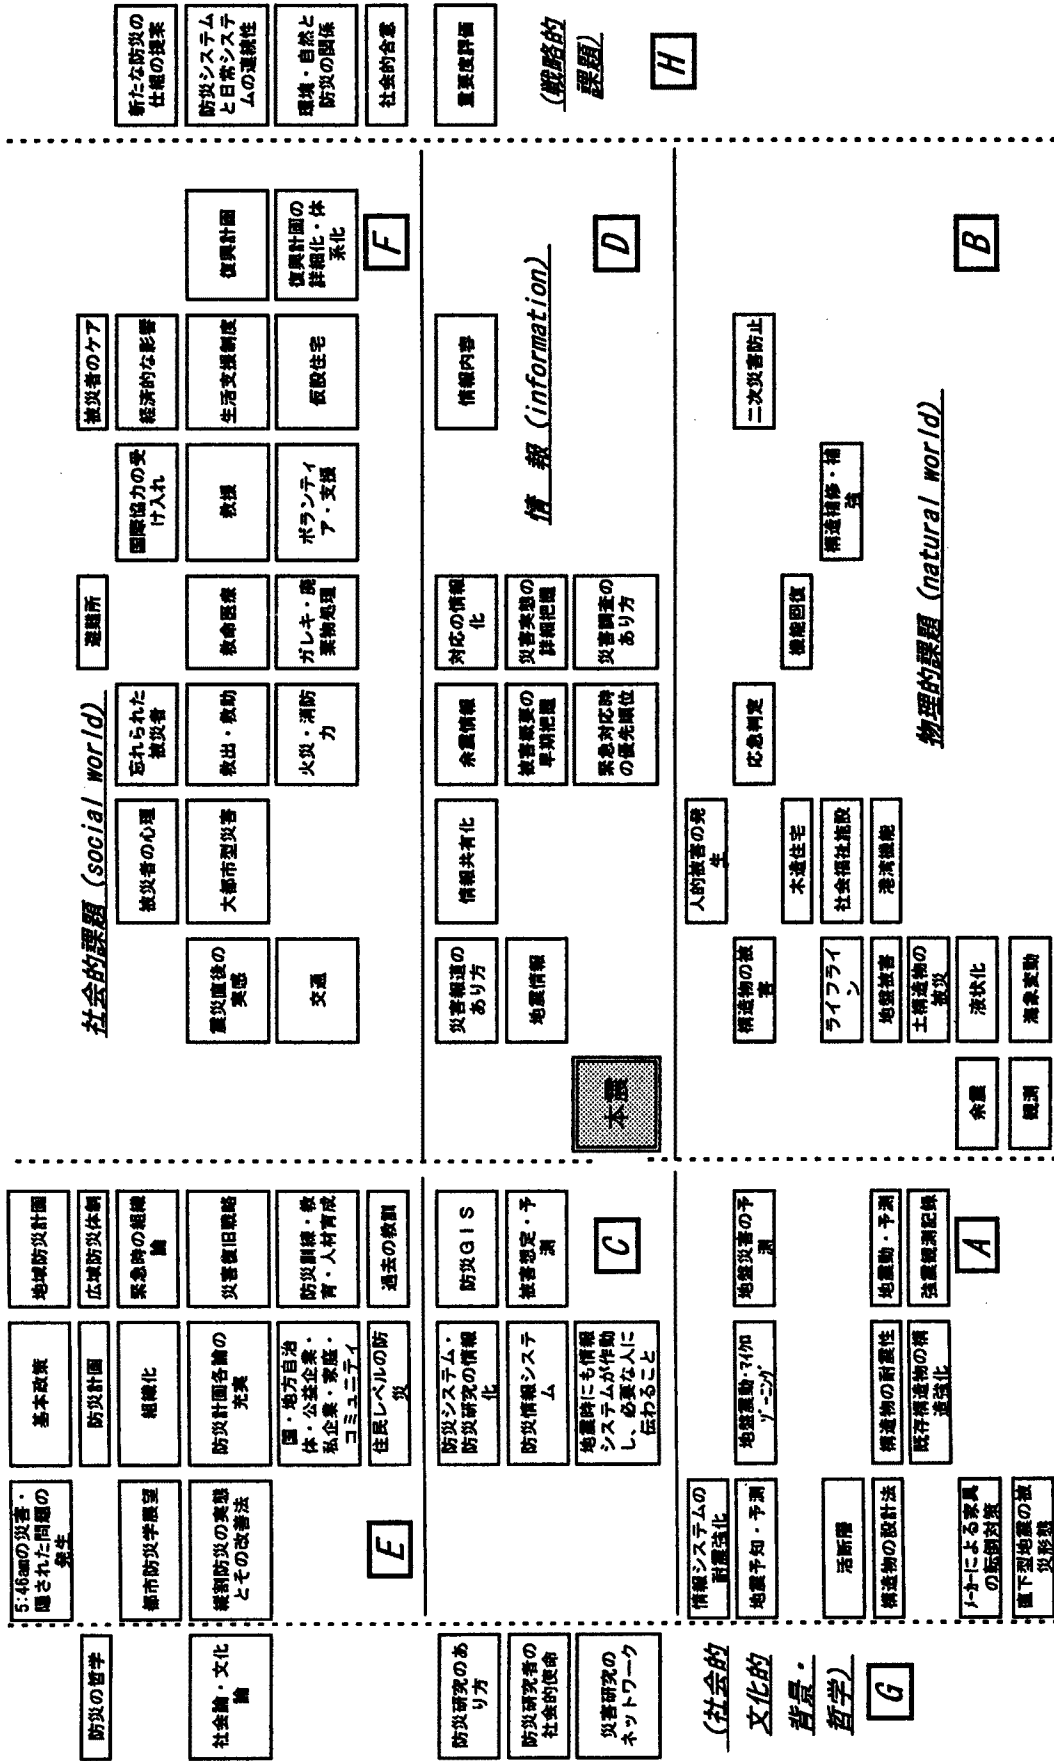 防災の哲学
社会論・文化
論
5:46amの災害・
隠された問題の
発生
基本政策
地域防災計画
防災計画
広域防災体制
都市防災学展望
組織化
緊急時の組織
論
縦割防災の実態
とその改善法
防災計画各論の
充実
災害復旧戦略
国・地方自治
体・公益企業・
私企業・家庭・
コミュニティ
防災訓練・教
育・人材育成
住民レベルの防
災
過去の教訓
E
社会的課題 (social world)
避難所
被災者のケア
被災者の心理
忘れられた
被災者
国際協力の受
け入れ
経済的な影響
震災直後の
実感
大都市型災害
救出・救助
救命医療
救援
生活支援制度
復興計画
交通
火災・消防
力
ガレキ・廃
棄物処理
ボランティ
ア・支援
仮設住宅
復興計画の
詳細化・体
系化
F
新たな防災の
仕組の提案
防災システム
と日常システ
ムの連続性
環境・自然と
防災の関係
社会的合意
重要度評価
(戦略的
課題)
H
防災研究のあ
り方
防災研究者の
社会的使命
災害研究の
ネットワーク
防災システム・
防災研究の情報
化
防災GIS
防災情報システ
ム
被害想定・予
測
地震時にも情報
システムが作動
し、必要な人に
伝わること
C
本震
災害報道の
あり方
情報共有化
余震情報
対応の情報
化
情報内容
地震情報
被害概要の
早期把握
災害実態の
詳細把握
緊急対応時
の優先順位
災害調査の
あり方
情 報 (information)
D
(社会的
文化的
背景・
哲学)
G
情報システムの
耐震強化
地震予知・予測
地盤震動・マイクロ
ゾーニング
地盤災害の予
測
活断層
構造物の設計法
構造物の耐震性
地震動・予測
既存構造物の構
造強化
強震観測記録
メーカーによる家具
の転倒対策
直下型地震の被
災形態
A
人的被害の発
生
構造物の被
害
応急判定
二次災害防止
木造住宅
機能回復
ライフライ
ン
社会福祉施設
構造補修・補
強
地盤被害
港湾機能
土構造物の
被災
余震
液状化
観測
海象変動
物理的課題 (natural world)
B